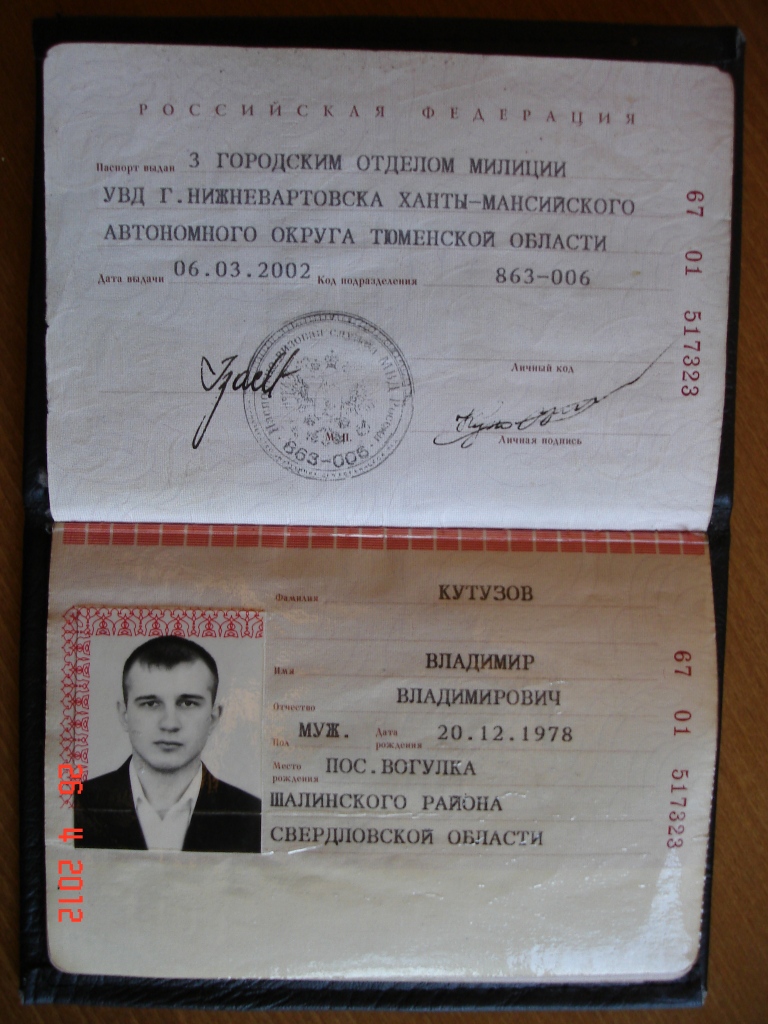 РОССИЙСКАЯ ФЕДЕРАЦИЯ
Паспорт выдан 3 ГОРОДСКИМ ОТДЕЛОМ МИЛИЦИИ
УВД Г.НИЖНЕВАРТОВСКА ХАНТЫ-МАНСИЙСКОГО
АВТОНОМНОГО ОКРУГА ТЮМЕНСКОЙ ОБЛАСТИ
Дата выдачи 06.03.2002 Код подразделения 863-006
67 01 517323
Личный код
М.П.
863-006
Личная подпись
Фамилия КУТУЗОВ
Имя ВЛАДИМИР
Отчество ВЛАДИМИРОВИЧ
Пол МУЖ. Дата рождения 20.12.1978
Место рождения ПОС.ВОГУЛКА
ШАЛИНСКОГО РАЙОНА
СВЕРДЛОВСКОЙ ОБЛАСТИ
67 01 517323
26 4 2012